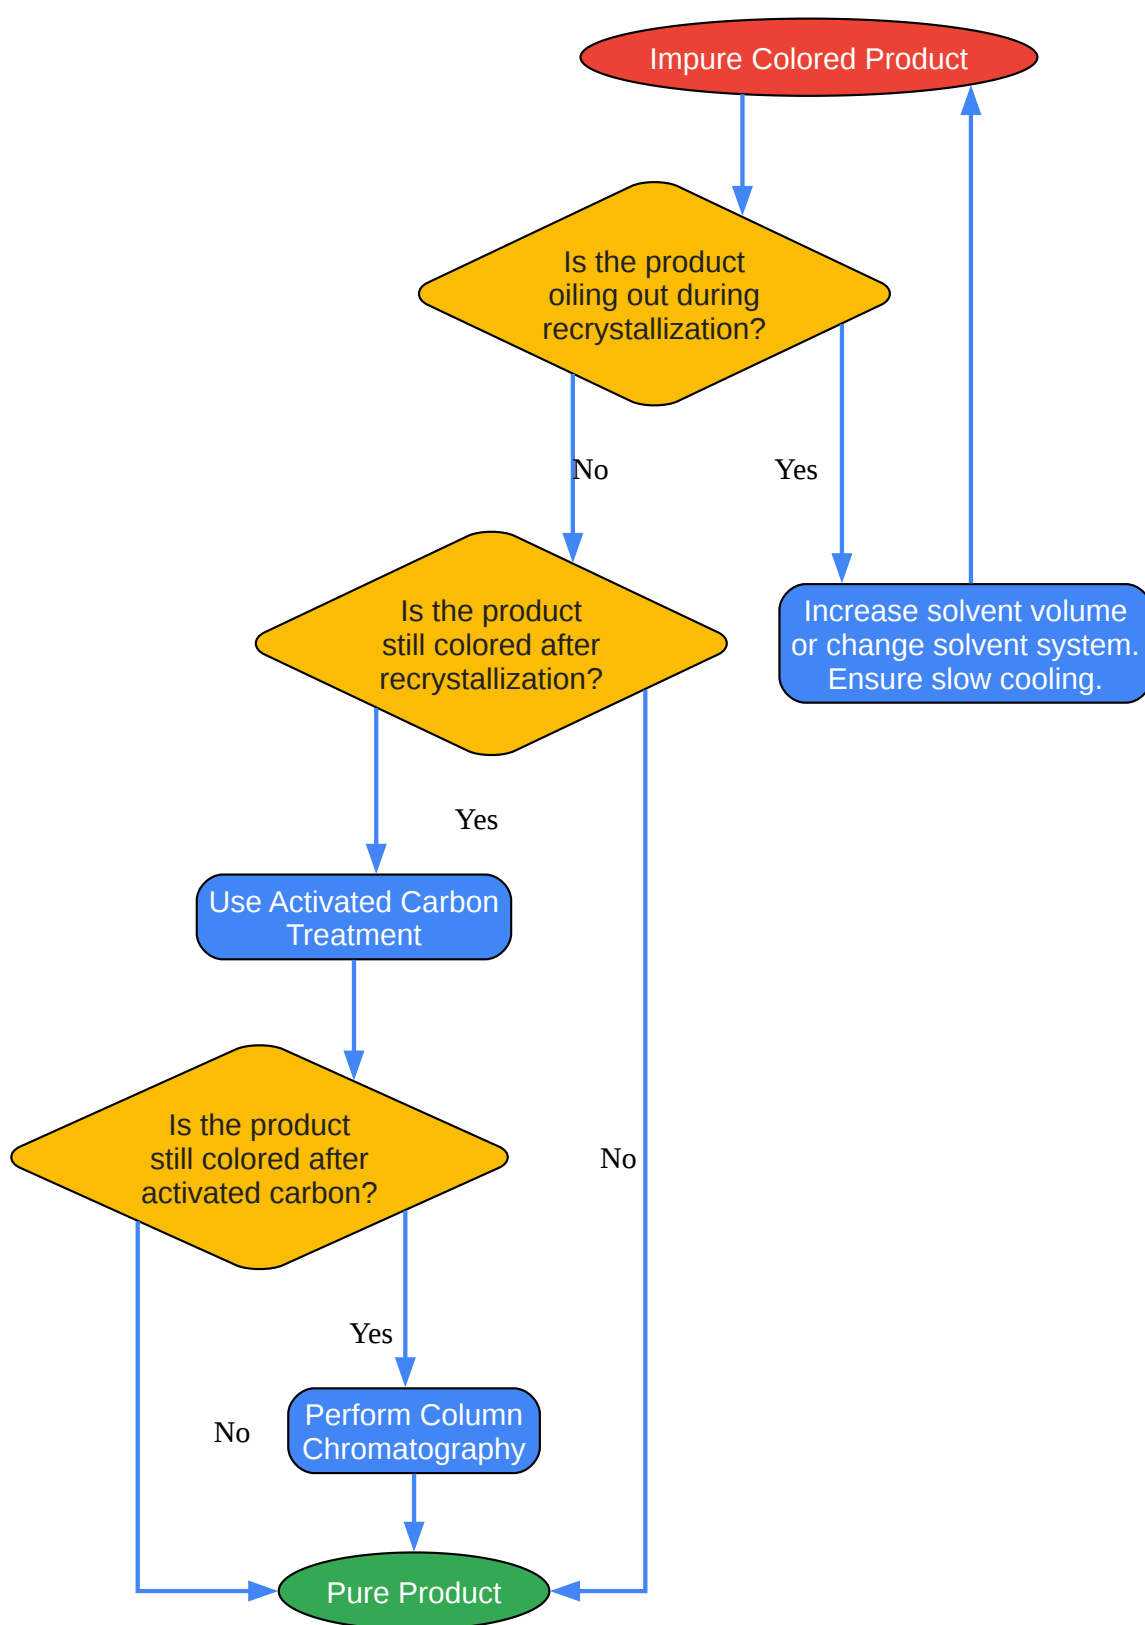 Impure Colored Product
Is the product
oiling out during
recrystallization?
No
Yes
Is the product
still colored after
recrystallization?
Increase solvent volume
or change solvent system.
Ensure slow cooling.
Yes
Use Activated Carbon
Treatment
Is the product
still colored after
activated carbon?
No
Yes
No
Perform Column
Chromatography
Pure Product